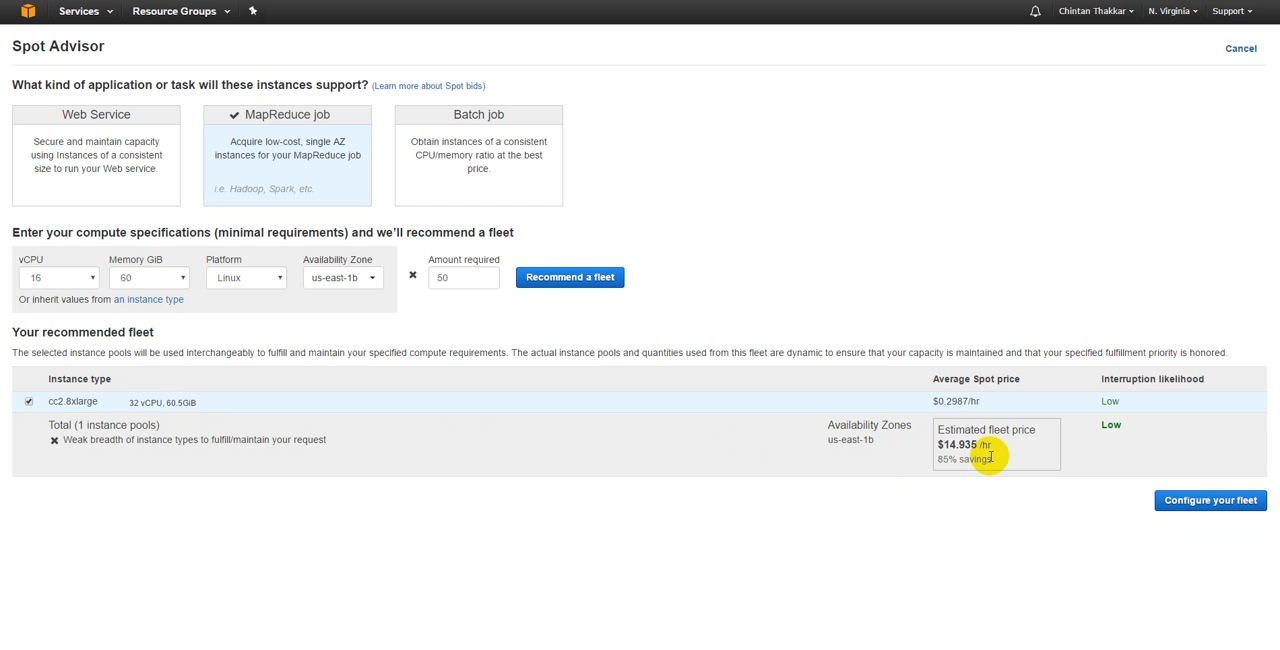 Services Resource Groups Chintan Thakkar N. Virginia Support
Spot Advisor
Cancel
What kind of application or task will these instances support? (Learn more about Spot bids)
Web Service
Secure and maintain capacity
using Instances of a consistent
size to run your Web service.
MapReduce job
Acquire low-cost, single AZ
instances for your MapReduce job
i.e. Hadoop, Spark, etc.
Batch job
Obtain instances of a consistent
CPU/memory ratio at the best
price.
Enter your compute specifications (minimal requirements) and we'll recommend a fleet
vCPU Memory GiB Platform Availability Zone Amount required
16 60 Linux us-east-1b 50 Recommend a fleet
Or inherit values from an instance type
Your recommended fleet
The selected instance pools will be used interchangeably to fulfill and maintain your specified compute requirements. The actual instance pools and quantities used from this fleet are dynamic to ensure that your capacity is maintained and that your specified fulfillment priority is honored.
Instance type Average Spot price Interruption likelihood
cc2.8xlarge 32 vCPU, 60.5GiB $0.2987/hr Low
Total (1 instance pools)
Weak breadth of instance types to fulfill/maintain your request
Availability Zones
us-east-1b
Estimated fleet price
$14.935 /hr
85% savings
Low
Configure your fleet